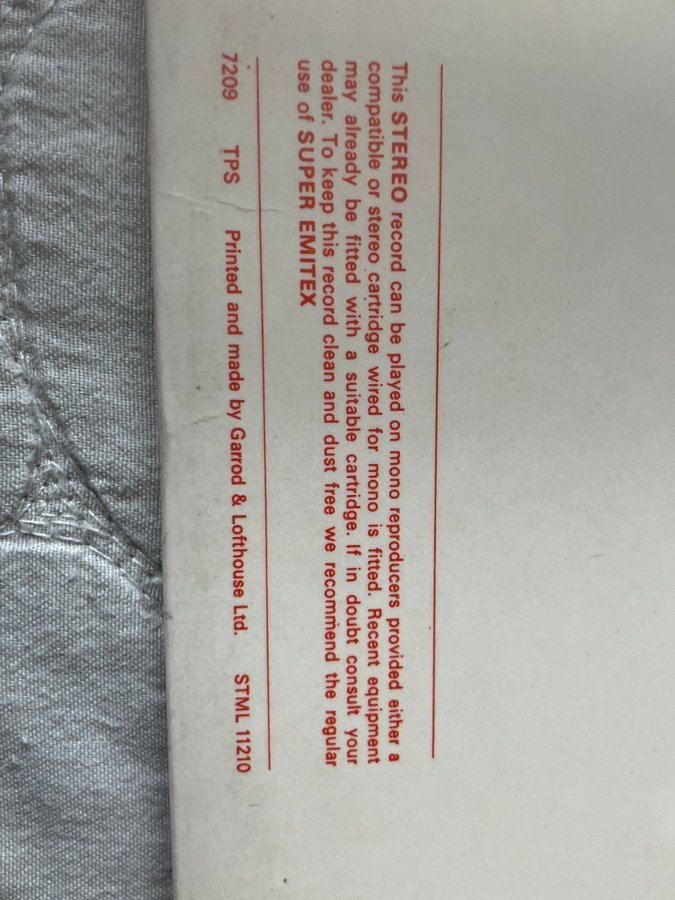 This STEREO record can be played on mono reproducers provided either a
compatible or stereo cartridge wired for mono is fitted. Recent equipment
may already be fitted with a suitable cartridge. If in doubt consult your
dealer. To keep this record clean and dust free we recommend the regular
use of SUPER EMITEX
7209 TPS Printed and made by Garrod & Lofthouse Ltd. STML 11210